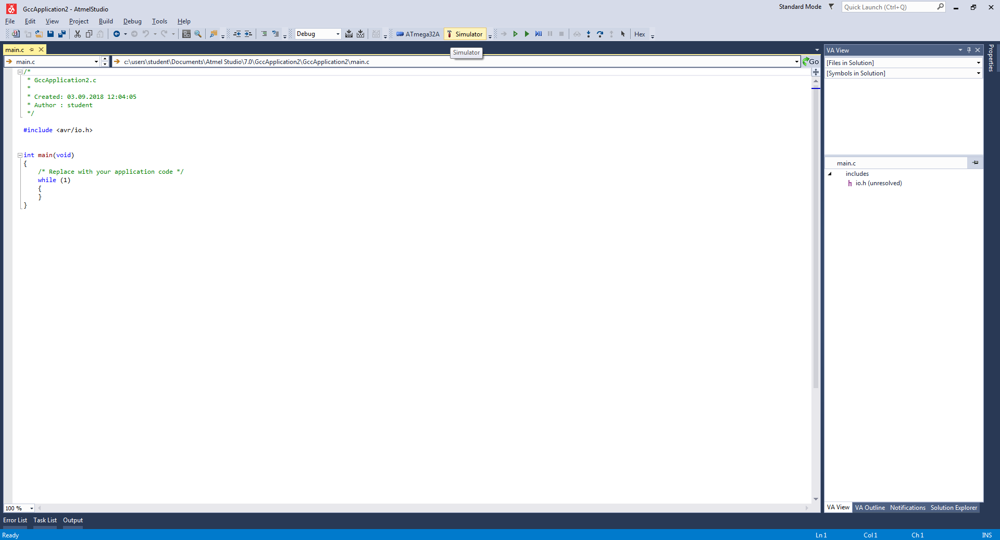 GccApplication2 - AtmelStudio
Standard Mode
Quick Launch (Ctrl+Q)
File Edit View Project Build Debug Tools Help
Debug
ATmega32A
Simulator
Hex
main.c
Simulator
VA View
Properties
main.c
c:\users\student\Documents\Atmel Studio\7.0\GccApplication2\GccApplication2\main.c
Go
[Files in Solution]
[Symbols in Solution]
/*
* GccApplication2.c
*
* Created: 03.09.2018 12:04:05
* Author : student
*/
#include <avr/io.h>
int main(void)
{
/* Replace with your application code */
while (1)
{
}
}
main.c
includes
io.h (unresolved)
100 %
VA View VA Outline Notifications Solution Explorer
Error List Task List Output
Ready
Ln 1 Col 1 Ch 1 INS